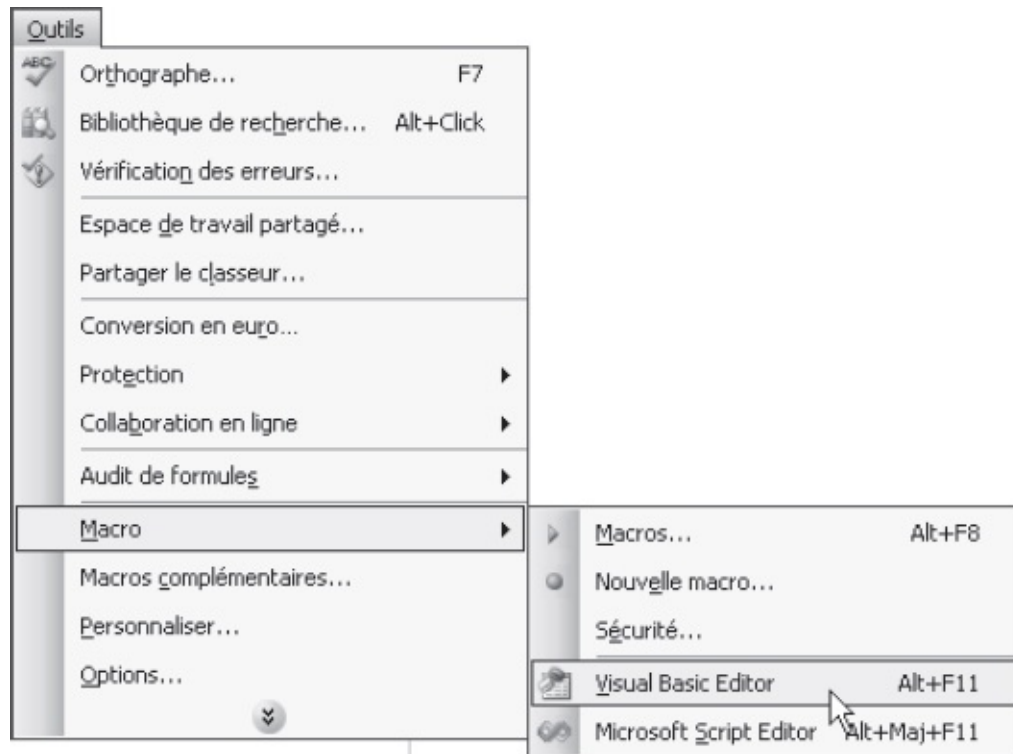 Outils
ABC
Orthographe... F7
Bibliothèque de recherche... Alt+Click
Vérification des erreurs...
Espace de travail partagé...
Partager le classeur...
Conversion en euro...
Protection
Collaboration en ligne
Audit de formules
Macro
Macros complémentaires...
Personnaliser...
Options...
Macros... Alt+F8
Nouvelle macro...
Sécurité...
Visual Basic Editor Alt+F11
Microsoft Script Editor Alt+Maj+F11